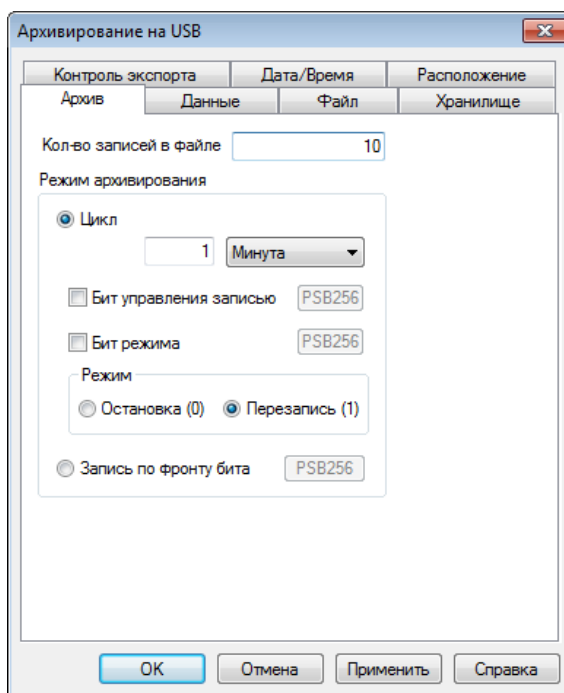 Архивирование на USB
Контроль экспорта Дата/Время Расположение
Архив Данные Файл Хранилище
Кол-во записей в файле 10
Режим архивирования
Цикл
1 Минута
Бит управления записью PSB256
Бит режима PSB256
Режим
Остановка (0) Перезапись (1)
Запись по фронту бита PSB256
OK Отмена Применить Справка